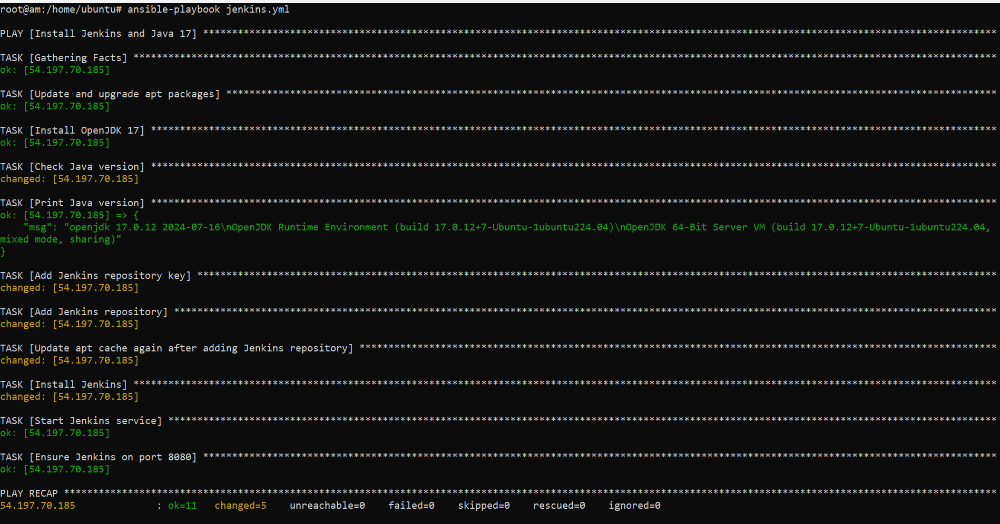 root@am:/home/ubuntu# ansible-playbook jenkins.yml
PLAY [Install Jenkins and Java 17] *****************************************************************************************************************************************
TASK [Gathering Facts] *****************************************************************************************************************************************************
ok: [54.197.70.185]
TASK [Update and upgrade apt packages] *************************************************************************************************************************************
ok: [54.197.70.185]
TASK [Install OpenJDK 17] **************************************************************************************************************************************************
ok: [54.197.70.185]
TASK [Check Java version] **************************************************************************************************************************************************
changed: [54.197.70.185]
TASK [Print Java version] **************************************************************************************************************************************************
ok: [54.197.70.185] => {
    "msg": "openjdk 17.0.12 2024-07-16\nOpenJDK Runtime Environment (build 17.0.12+7-Ubuntu-1ubuntu224.04)\nOpenJDK 64-Bit Server VM (build 17.0.12+7-Ubuntu-1ubuntu224.04,
mixed mode, sharing)"
}
TASK [Add Jenkins repository key] ******************************************************************************************************************************************
changed: [54.197.70.185]
TASK [Add Jenkins repository] **********************************************************************************************************************************************
changed: [54.197.70.185]
TASK [Update apt cache again after adding Jenkins repository] **************************************************************************************************************
changed: [54.197.70.185]
TASK [Install Jenkins] *****************************************************************************************************************************************************
changed: [54.197.70.185]
TASK [Start Jenkins service] ***********************************************************************************************************************************************
ok: [54.197.70.185]
TASK [Ensure Jenkins on port 8080] *****************************************************************************************************************************************
ok: [54.197.70.185]
PLAY RECAP *****************************************************************************************************************************************************************
54.197.70.185              : ok=11   changed=5    unreachable=0    failed=0    skipped=0    rescued=0    ignored=0